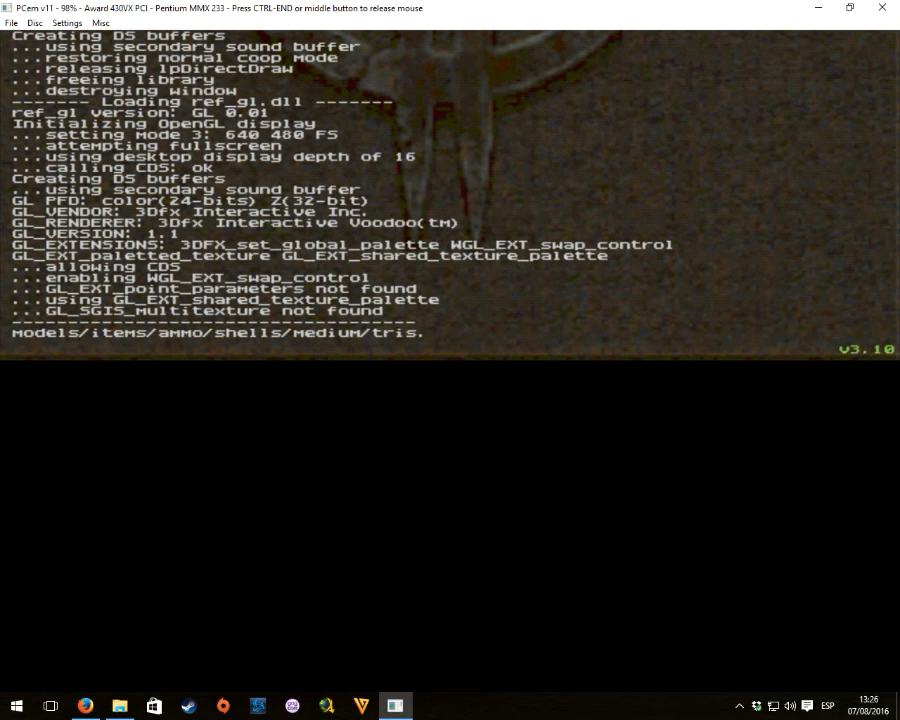 PCem v11 - 98% - Award 430VX PCI - Pentium MMX 233 - Press CTRL-END or middle button to release mouse
File Disc Settings Misc
Creating DS buffers
...using secondary sound buffer
...restoring normal coop mode
...releasing lpDirectDraw
...freeing library
...destroying window
------- Loading ref_gl.dll -------
ref_gl version: GL 0.01
Initializing OpenGL display
...setting mode 3: 640 480 FS
...attempting fullscreen
...using desktop display depth of 16
...calling CDS: ok
Creating DS buffers
...using secondary sound buffer
GL PFD: color(24-bits) Z(32-bit)
GL_VENDOR: 3Dfx Interactive Inc.
GL_RENDERER: 3Dfx Interactive Voodoo(tm)
GL_VERSION: 1.1
GL_EXTENSIONS: 3DFX_set_global_palette WGL_EXT_swap_control
GL_EXT_paletted_texture GL_EXT_shared_texture_palette
...allowing CDS
...enabling WGL_EXT_swap_control
...GL_EXT_point_parameters not found
...using GL_EXT_shared_texture_palette
...GL_SGIS_multitexture not found
------------------------------------
models/items/ammo/shells/medium/tris.
v3.10
ESP
13:26
07/08/2016